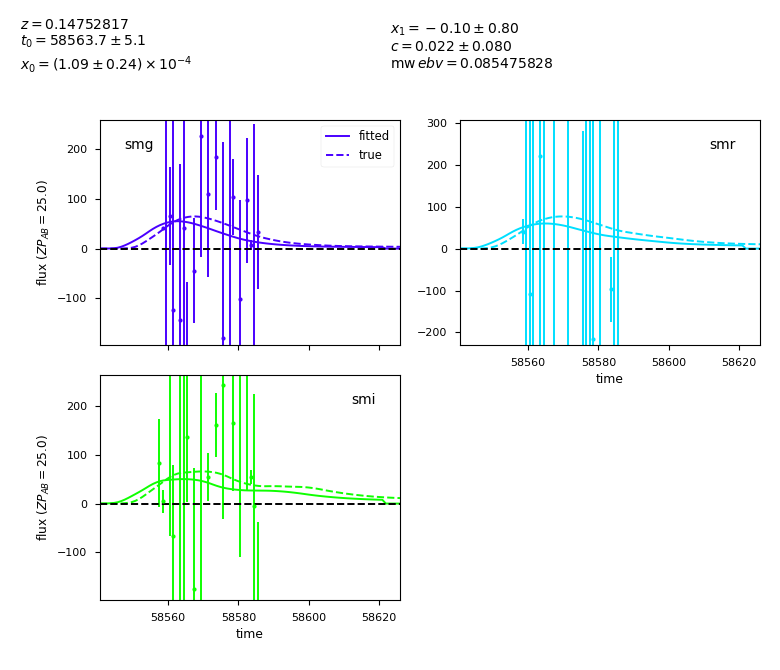 z = 0.14752817
t₀ = 58563.7 ± 5.1
x₀ = (1.09 ± 0.24) × 10⁻⁴
x₁ = −0.10 ± 0.80
c = 0.022 ± 0.080
mw ebv = 0.085475828
smg
fitted
true
200
100
0
−100
flux (ZP_AB = 25.0)
smr
300
200
100
0
−100
−200
58560 58580 58600 58620
time
smi
200
100
0
−100
flux (ZP_AB = 25.0)
58560 58580 58600 58620
time